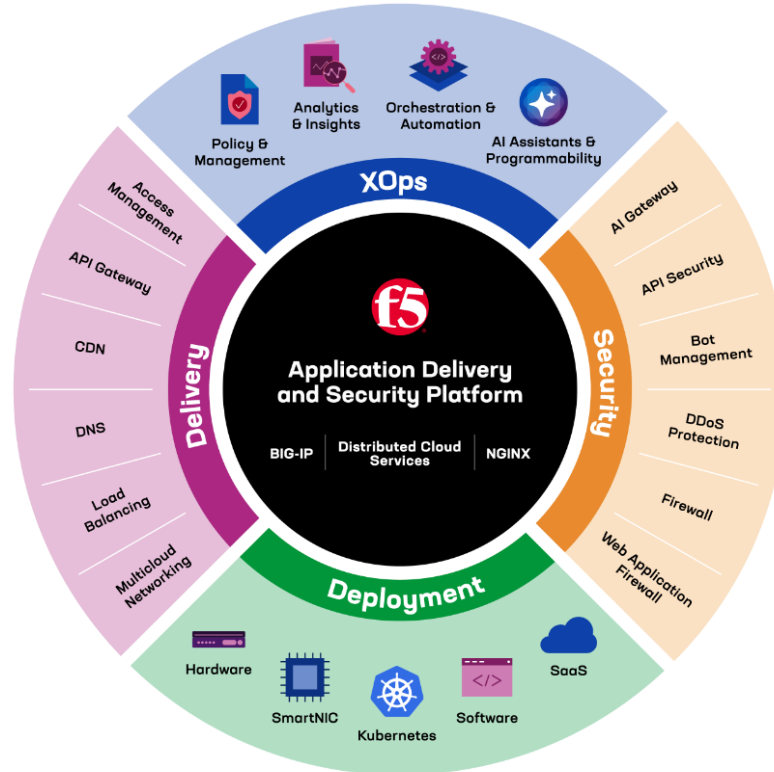 Policy &
Management
Analytics
& Insights
Orchestration &
Automation
AI Assistants &
Programmability
XOps
Access
Management
API Gateway
CDN
DNS
Load
Balancing
Multicloud
Networking
Delivery
f5
Application Delivery
and Security Platform
BIG-IP
Distributed Cloud
Services
NGINX
Security
AI Gateway
API Security
Bot
Management
DDoS
Protection
Firewall
Web Application
Firewall
Deployment
Hardware
SmartNIC
Kubernetes
</>
Software
SaaS